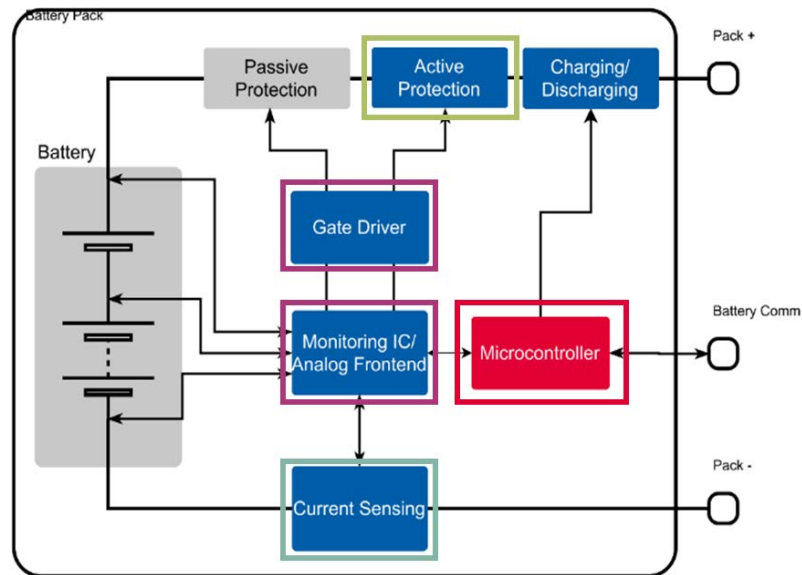 Battery Pack
Pack +
Passive
Protection
Active
Protection
Charging/
Discharging
Battery
Gate Driver
Monitoring IC/
Analog Frontend
Microcontroller
Battery Comm
Current Sensing
Pack -